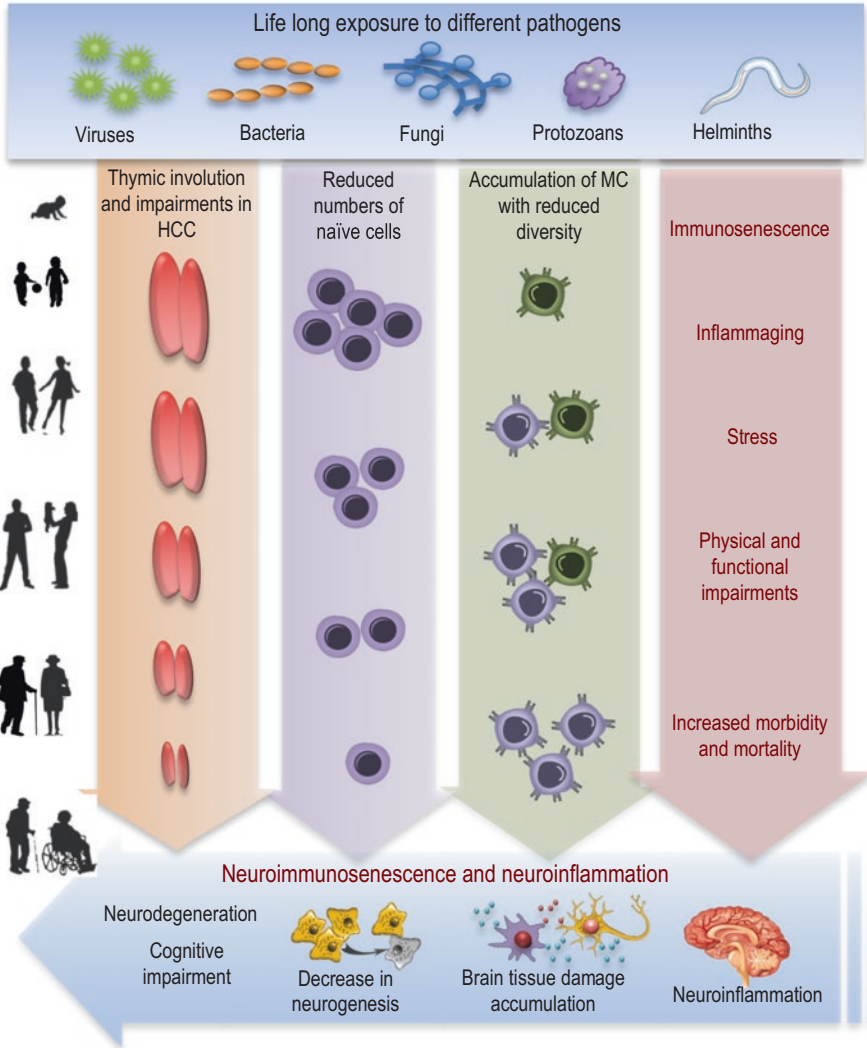 Life long exposure to different pathogens
Viruses
Bacteria
Fungi
Protozoans
Helminths
Thymic involution
and impairments in
HCC
Reduced
numbers of
naïve cells
Accumulation of MC
with reduced
diversity
Immunosenescence
Inflammaging
Stress
Physical and
functional
impairments
Increased morbidity
and mortality
Neuroimmunosenescence and neuroinflammation
Neurodegeneration
Cognitive
impairment
Decrease in
neurogenesis
Brain tissue damage
accumulation
Neuroinflammation